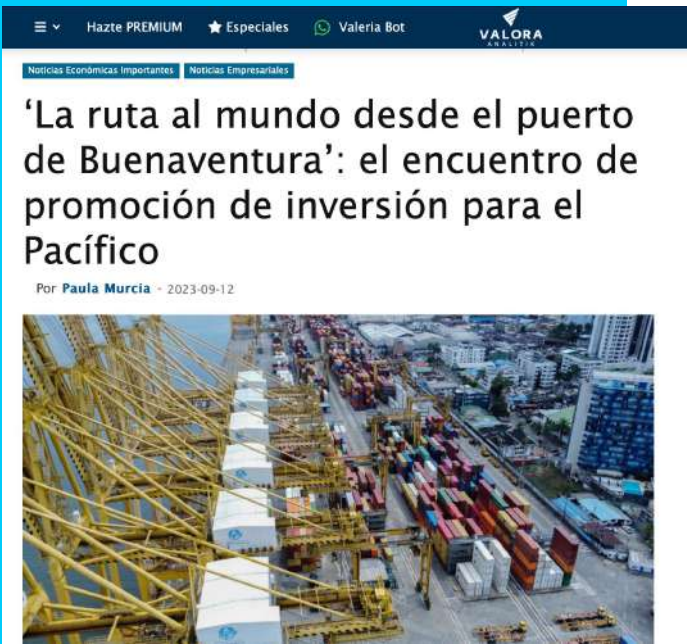 Hazte PREMIUM
Especiales
Valeria Bot
VALORA
ANALITIK
Noticias Económicas Importantes
Noticias Empresariales
‘La ruta al mundo desde el puerto
de Buenaventura’: el encuentro de
promoción de inversión para el
Pacífico
Por Paula Murcia - 2023-09-12